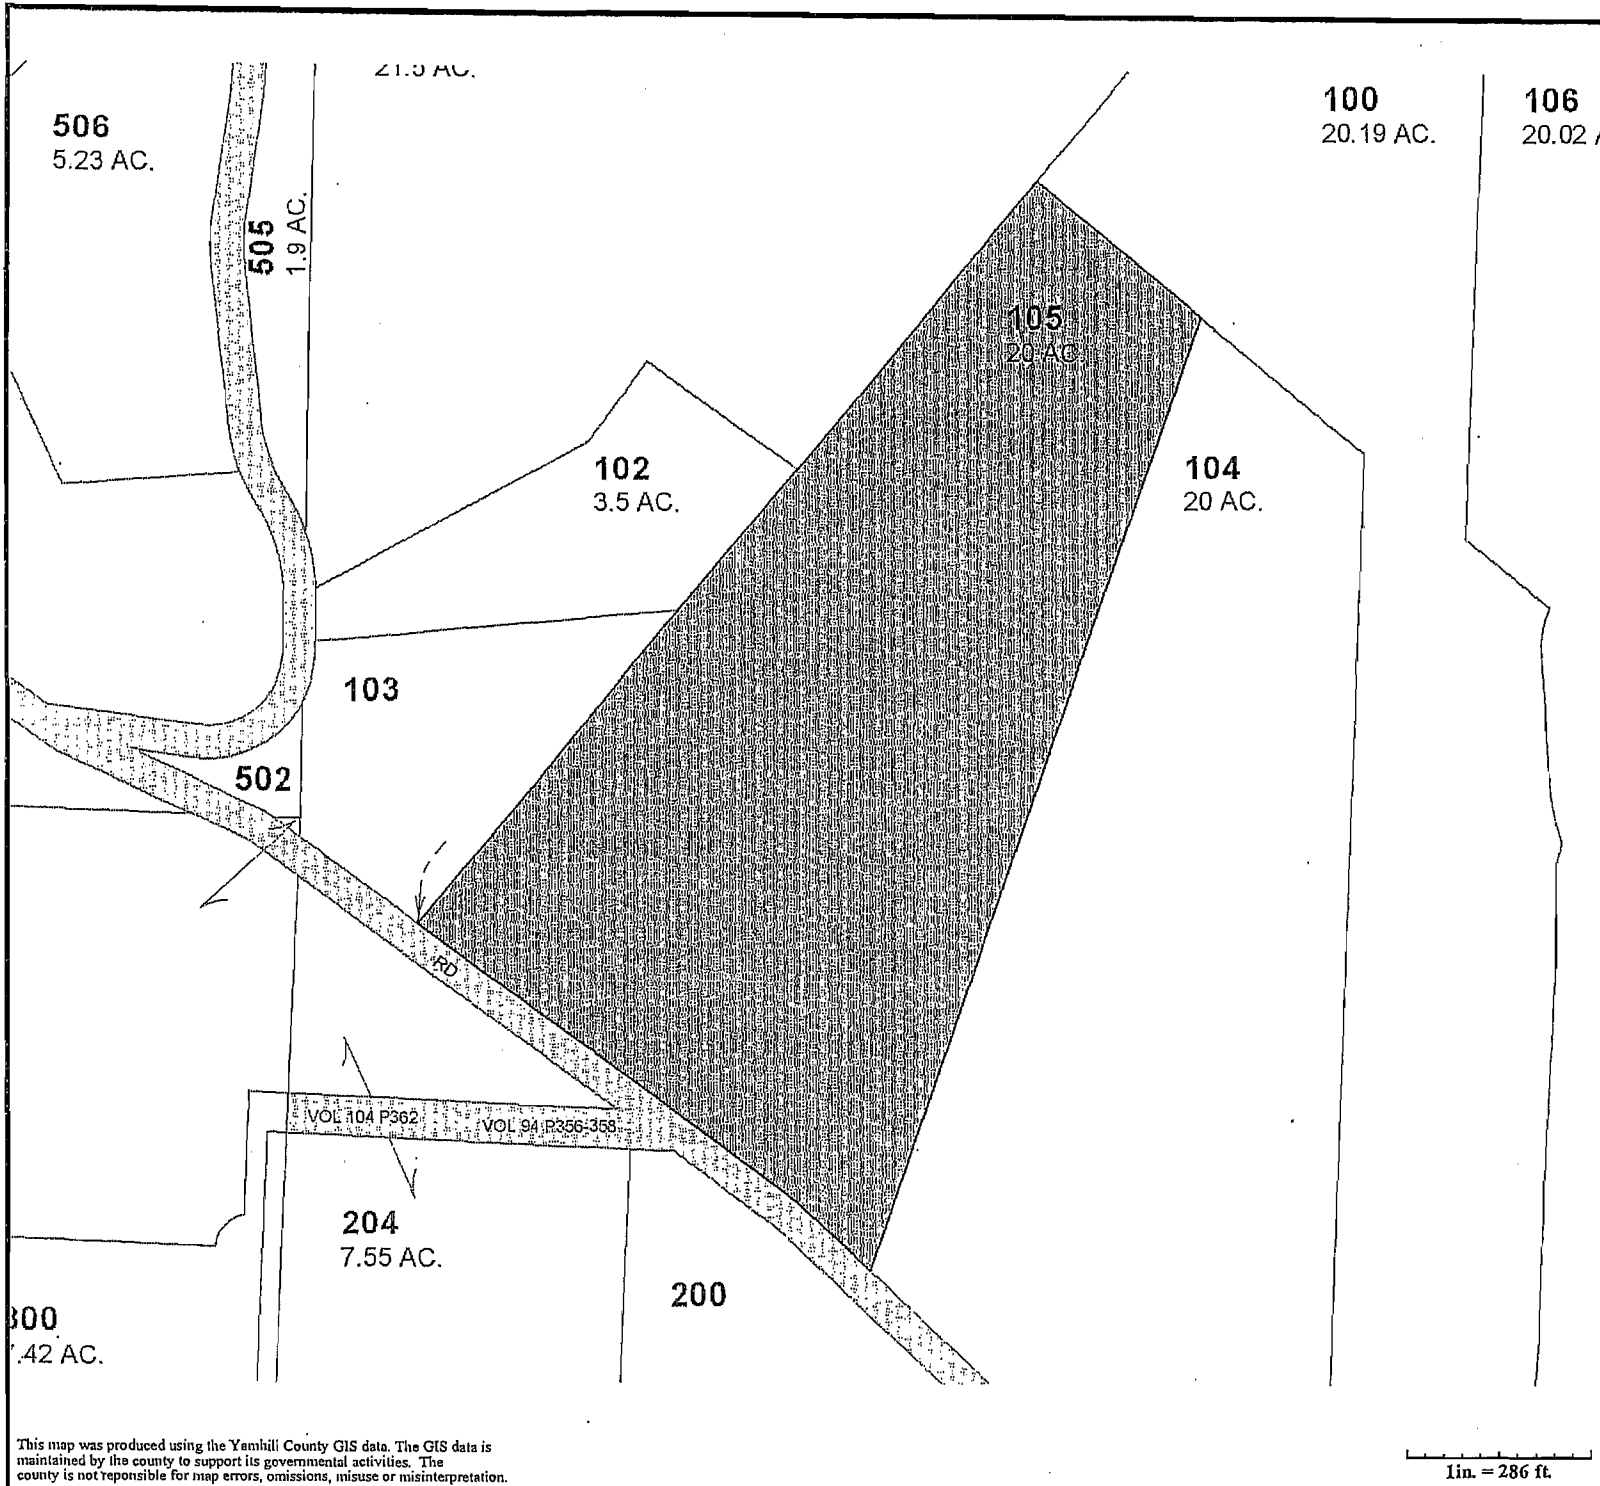 21.5 AC.
100
106
20.19 AC.
20.02
506
5.23 AC.
505
1.9 AC.
105
20 AC
102
3.5 AC.
104
20 AC.
103
502
RD
VOL 104 P362
VOL 94 P356-358
204
7.55 AC.
200
300
.42 AC.
This map was produced using the Yamhill County GIS data. The GIS data is
maintained by the county to support its governmental activities. The
county is not reponsible for map errors, omissions, misuse or misinterpretation.
1in. = 286 ft.